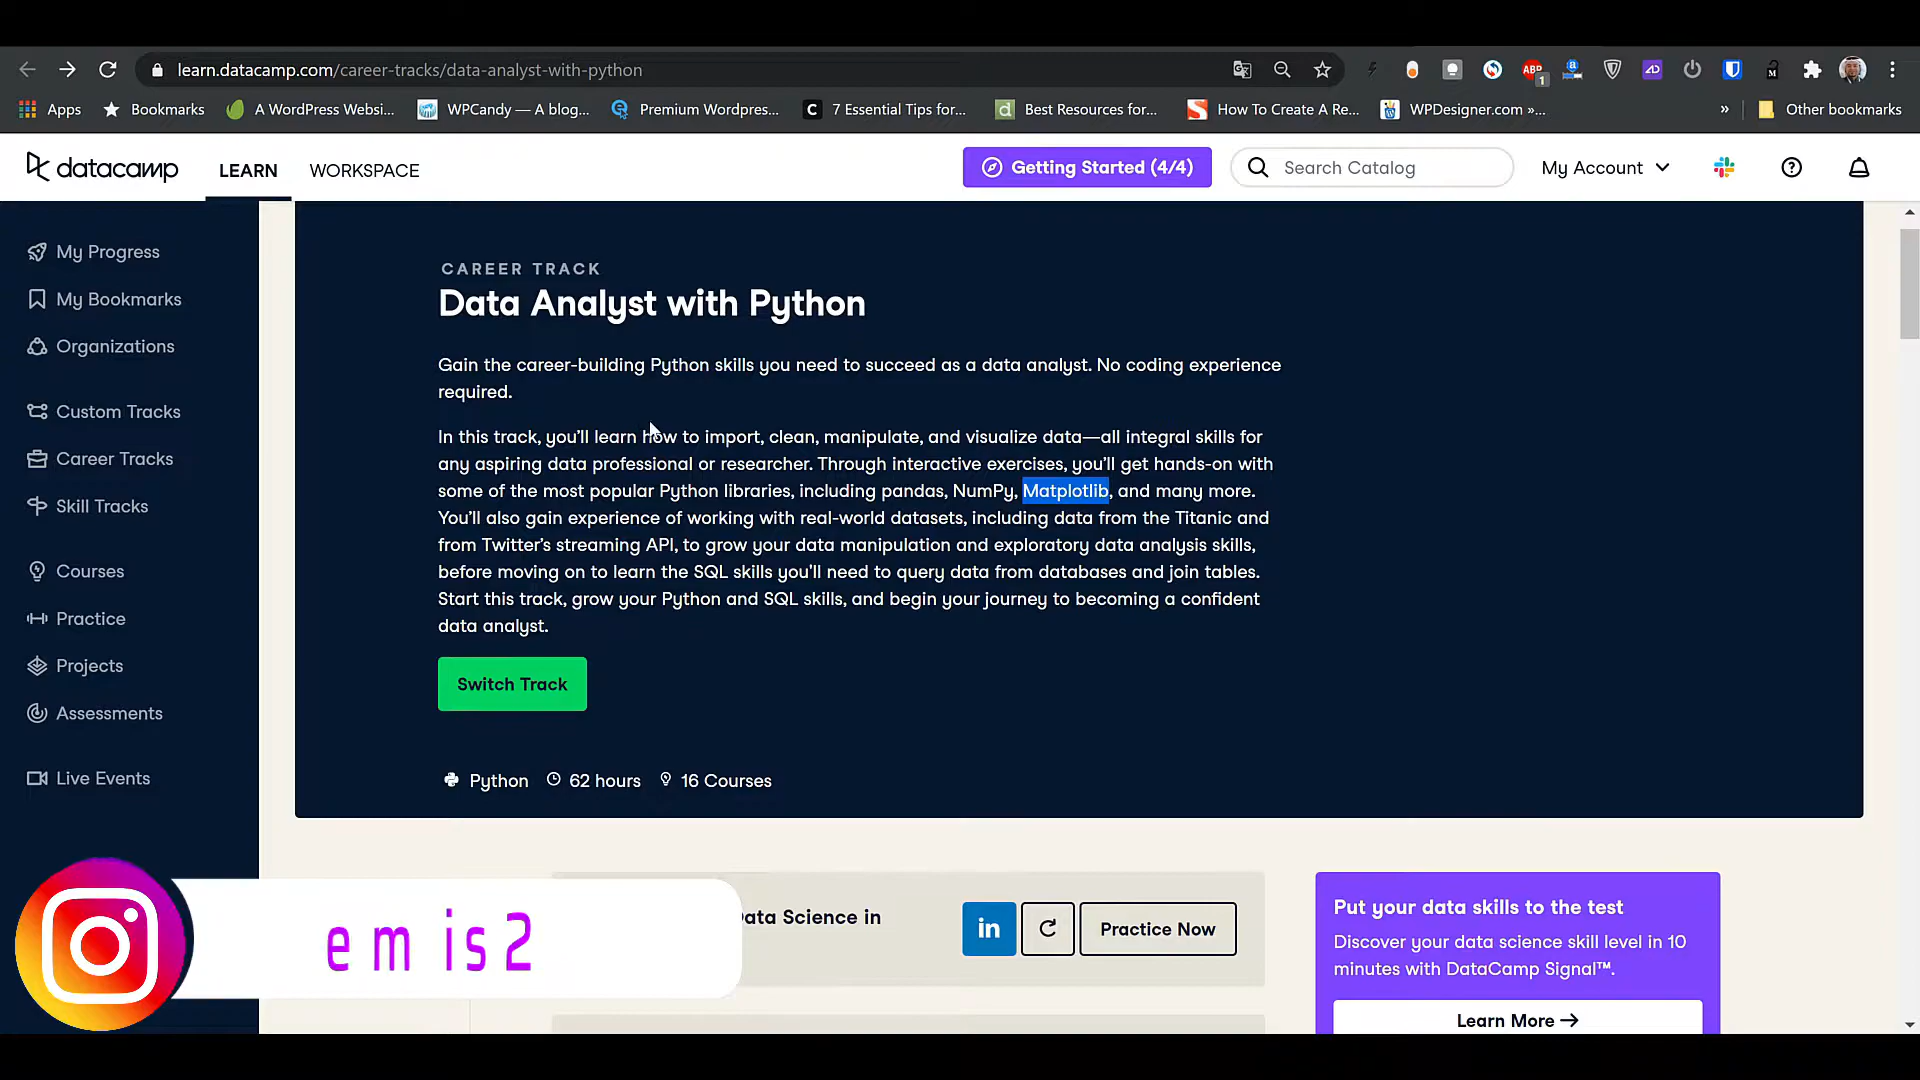 learn.datacamp.com/career-tracks/data-analyst-with-python
ABP
1
AD
Apps
Bookmarks
A WordPress Websi...
WPCandy — A blog...
Premium Wordpres...
7 Essential Tips for...
Best Resources for...
How To Create A Re...
WPDesigner.com »...
»
Other bookmarks
datacamp
LEARN
WORKSPACE
Getting Started (4/4)
Search Catalog
My Account
My Progress
My Bookmarks
Organizations
Custom Tracks
Career Tracks
Skill Tracks
Courses
Practice
Projects
Assessments
Live Events
CAREER TRACK
Data Analyst with Python
Gain the career-building Python skills you need to succeed as a data analyst. No coding experience
required.
In this track, you'll learn how to import, clean, manipulate, and visualize data—all integral skills for
any aspiring data professional or researcher. Through interactive exercises, you'll get hands-on with
some of the most popular Python libraries, including pandas, NumPy, Matplotlib, and many more.
You'll also gain experience of working with real-world datasets, including data from the Titanic and
from Twitter's streaming API, to grow your data manipulation and exploratory data analysis skills,
before moving on to learn the SQL skills you'll need to query data from databases and join tables.
Start this track, grow your Python and SQL skills, and begin your journey to becoming a confident
data analyst.
Switch Track
Python
62 hours
16 Courses
Data Science in
in
Practice Now
Put your data skills to the test
Discover your data science skill level in 10
minutes with DataCamp Signal™.
Learn More →
em is2